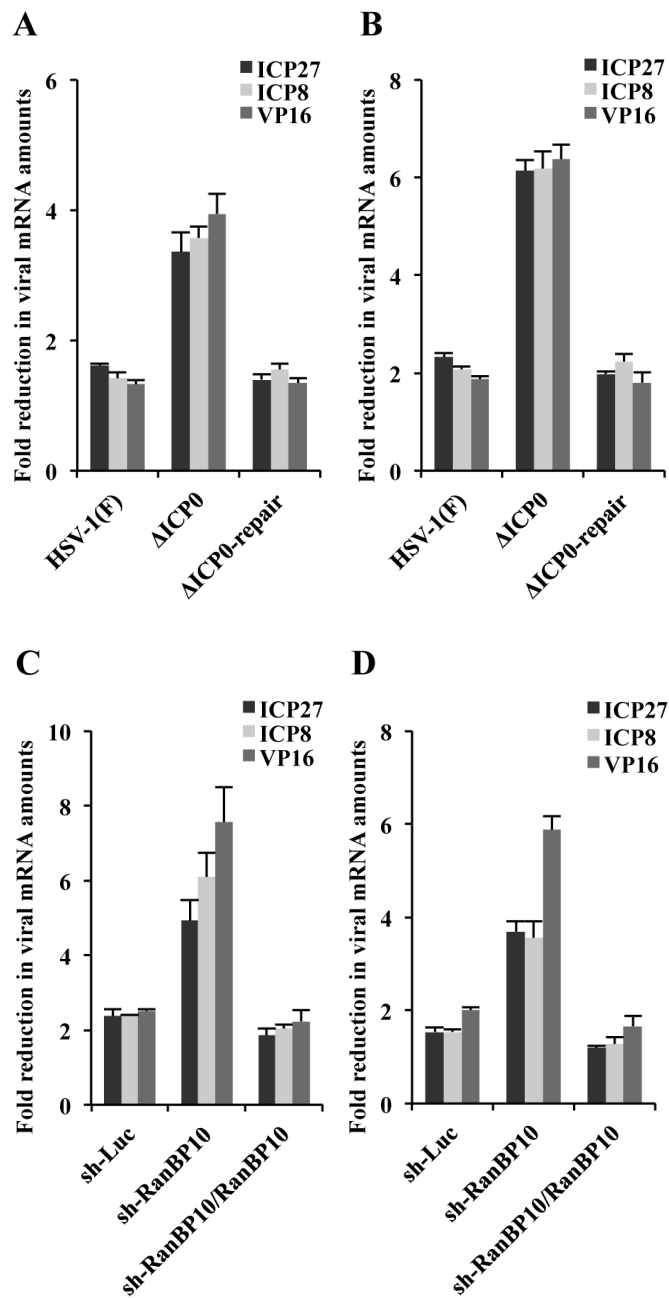 A
Fold reduction in viral mRNA amounts
6
4
2
0
ICP27
ICP8
VP16
HSV-1(F)
ΔICP0
ΔICP0-repair
B
Fold reduction in viral mRNA amounts
8
6
4
2
0
ICP27
ICP8
VP16
HSV-1(F)
ΔICP0
ΔICP0-repair
C
Fold reduction in viral mRNA amounts
10
8
6
4
2
0
ICP27
ICP8
VP16
sh-Luc
sh-RanBP10
sh-RanBP10/RanBP10
D
Fold reduction in viral mRNA amounts
8
6
4
2
0
ICP27
ICP8
VP16
sh-Luc
sh-RanBP10
sh-RanBP10/RanBP10